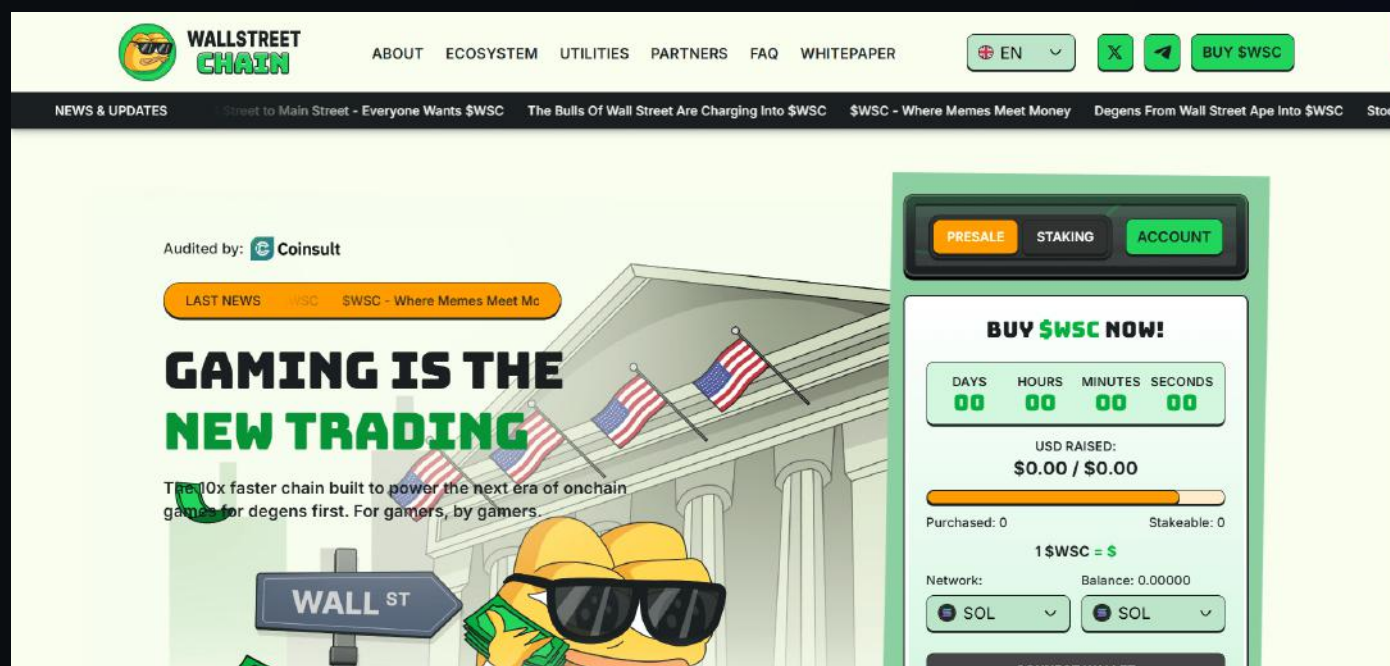 WALLSTREET
CHAIN
ABOUT ECOSYSTEM UTILITIES PARTNERS FAQ WHITEPAPER
EN
BUY $WSC
NEWS & UPDATES
Street to Main Street - Everyone Wants $WSC The Bulls Of Wall Street Are Charging Into $WSC $WSC - Where Memes Meet Money Degens From Wall Street Ape Into $WSC
Audited by: Coinsult
LAST NEWS $WSC $WSC - Where Memes Meet
GAMING IS THE
NEW TRADING
The 10x faster chain built to power the next era of onchain
games for degens first. For gamers, by gamers.
WALL ST
PRESALE STAKING ACCOUNT
BUY $WSC NOW!
DAYS HOURS MINUTES SECONDS
00 00 00 00
USD RAISED:
$0.00 / $0.00
Purchased: 0 Stakeable: 0
1 $WSC = $
Network: Balance: 0.00000
SOL SOL